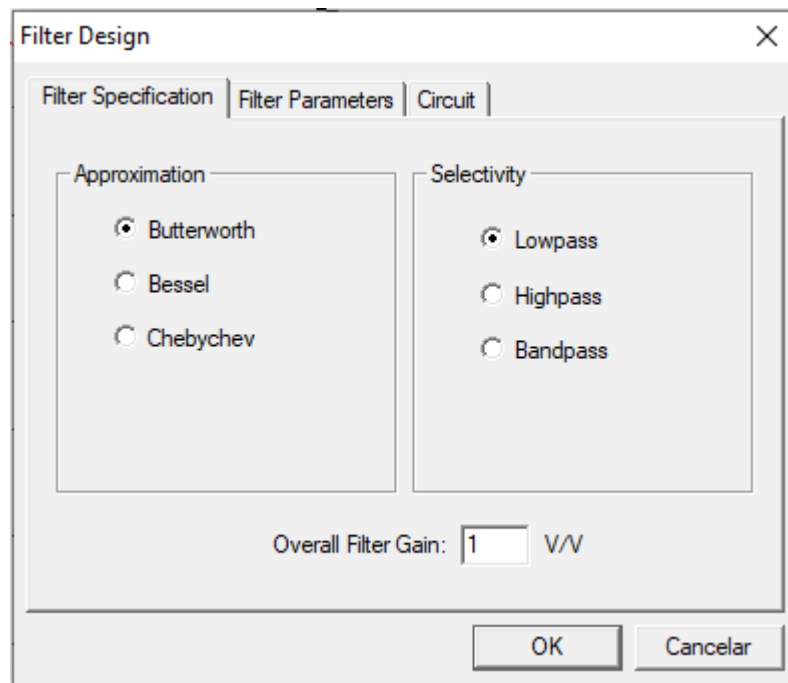 Filter Design
Filter Specification Filter Parameters Circuit
Approximation
Butterworth
Bessel
Chebychev
Selectivity
Lowpass
Highpass
Bandpass
Overall Filter Gain: 1 V/V
OK Cancelar